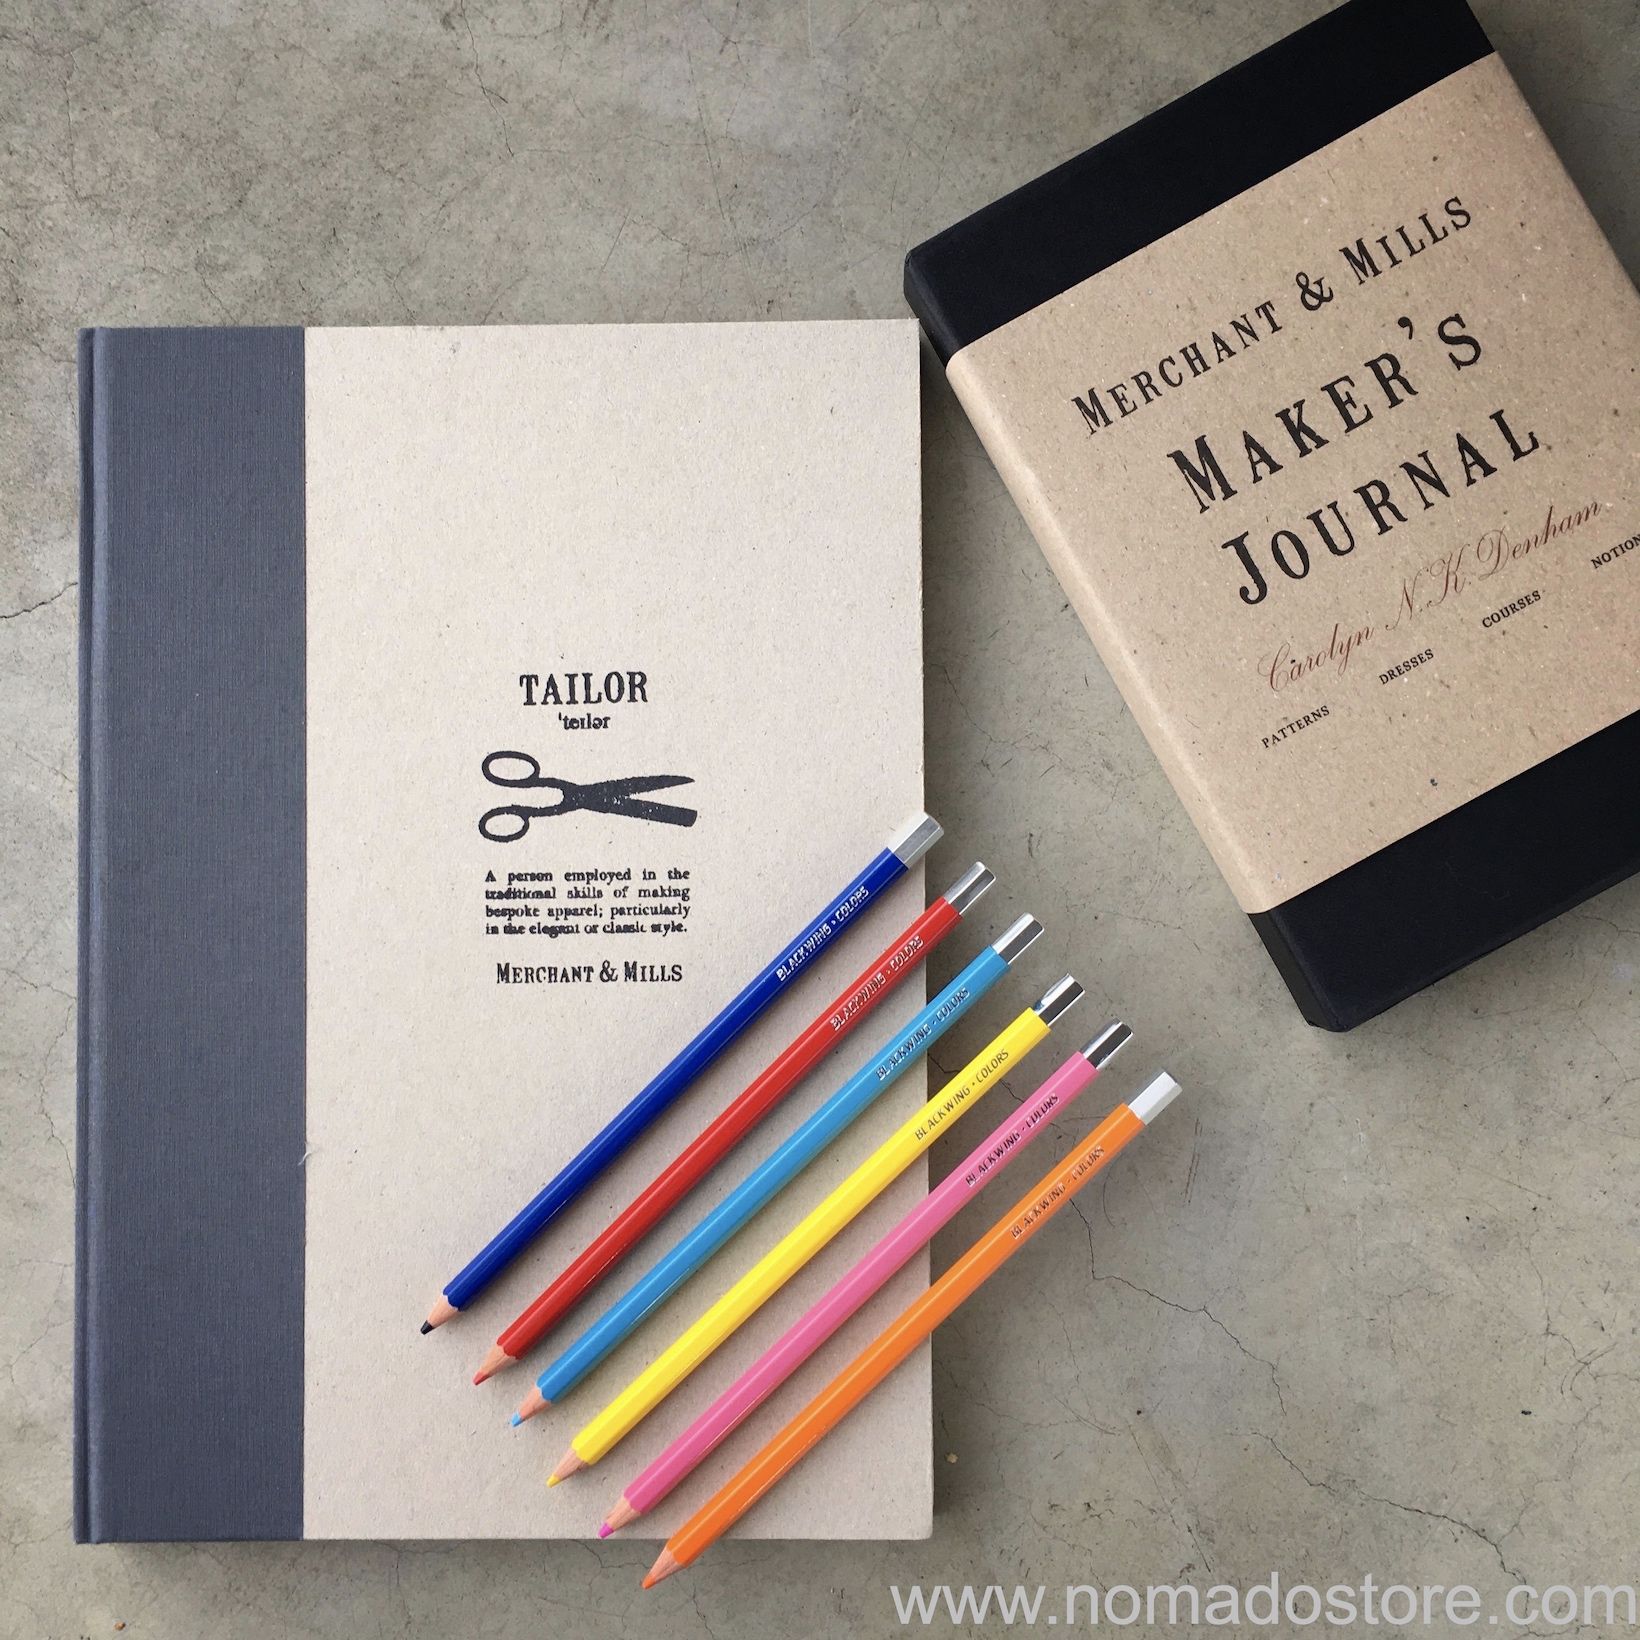 MERCHANT & MILLS
MAKER'S
JOURNAL
Carolyn N.K.Denham
PATTERNS DRESSES COURSES NOTION
TAILOR
'teɪlər
A person employed in the
traditional skills of making
bespoke apparel; particularly
in the elegant or classic style.
MERCHANT & MILLS
BLACKWING • COLORS
BLACKWING • COLORS
BLACKWING • COLORS
BLACKWING • COLORS
BLACKWING • COLORS
BLACKWING • COLORS
www.nomadostore.com